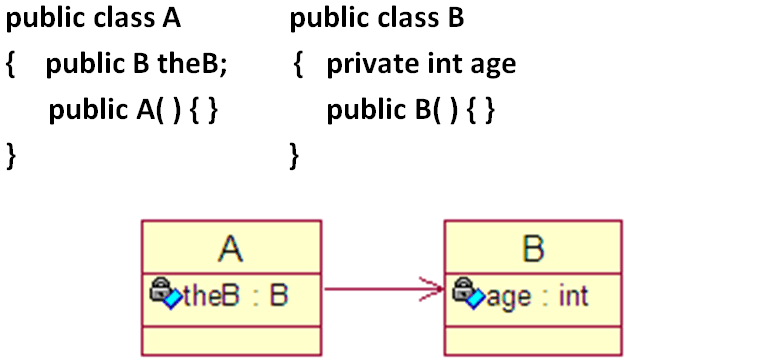 public class A
{ public B theB;
public A( ) { }
}
public class B
{ private int age
public B( ) { }
}
A
theB : B
B
age : int